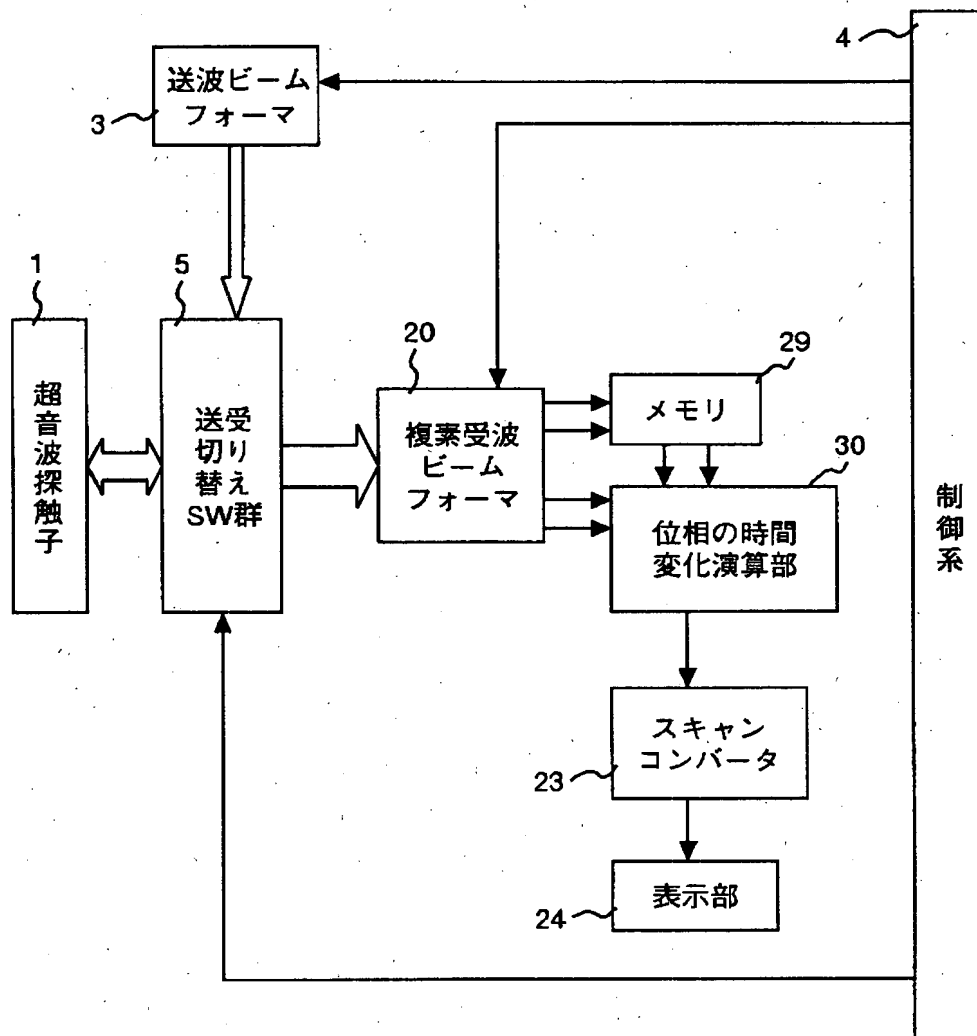 4
送波ビーム
フォーマ
3
1
5
20
29
超音波探触子
送受
切り
替え
SW群
複素受波
ビーム
フォーマ
メモリ
30
位相の時間
変化演算部
制御系
スキャン
コンバータ
23
表示部
24